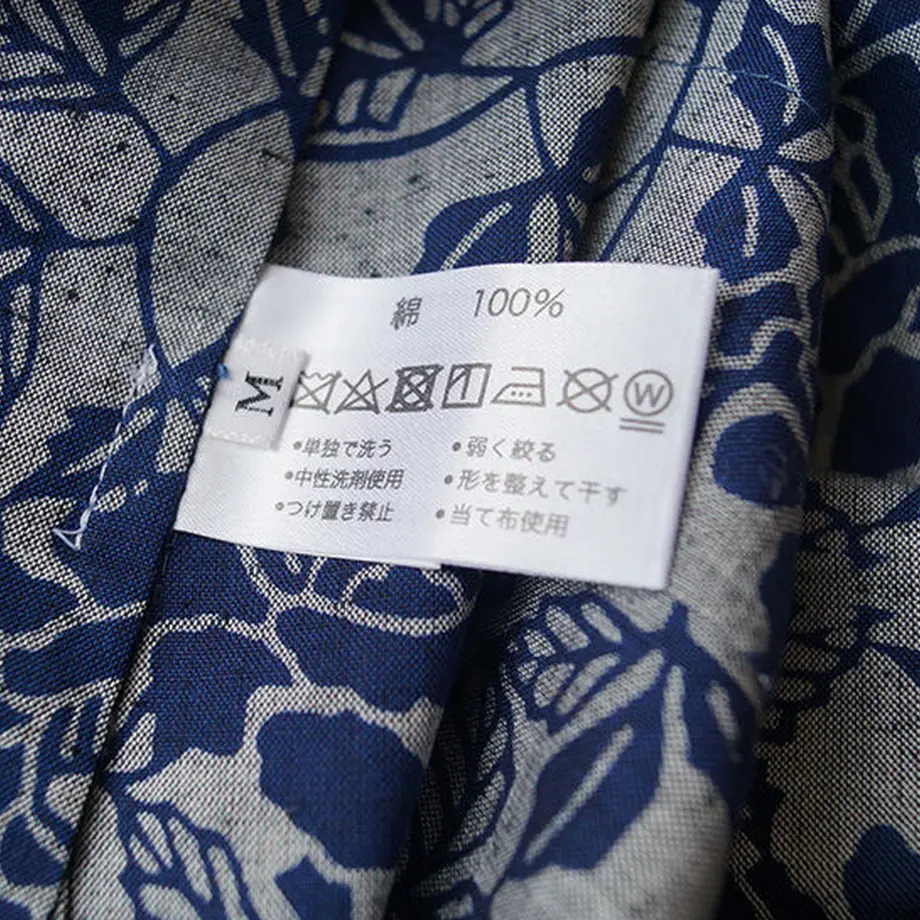 綿 100%
M
W
•単独で洗う
•中性洗剤使用
•つけ置き禁止
•弱く絞る
•形を整えて干す
•当て布使用